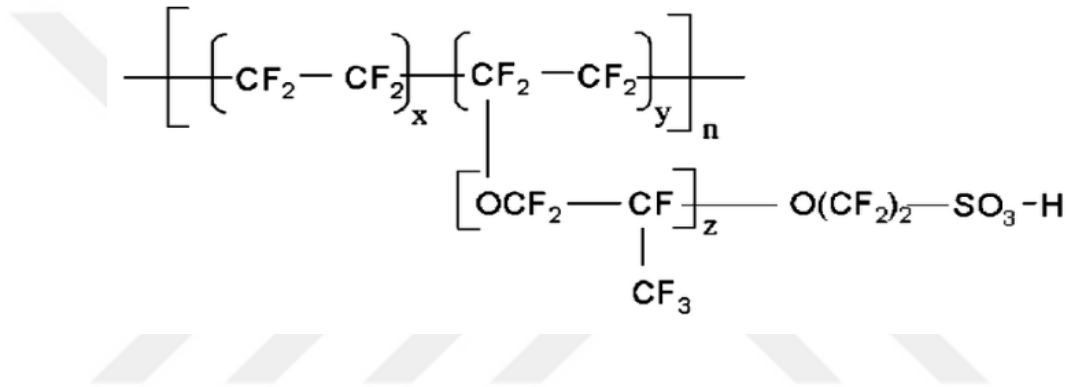 [(CF₂—CF₂)x—(CF₂—CF₂)y]n
[OCF₂—CF]z—O(CF₂)₂—SO₃-H
CF₃